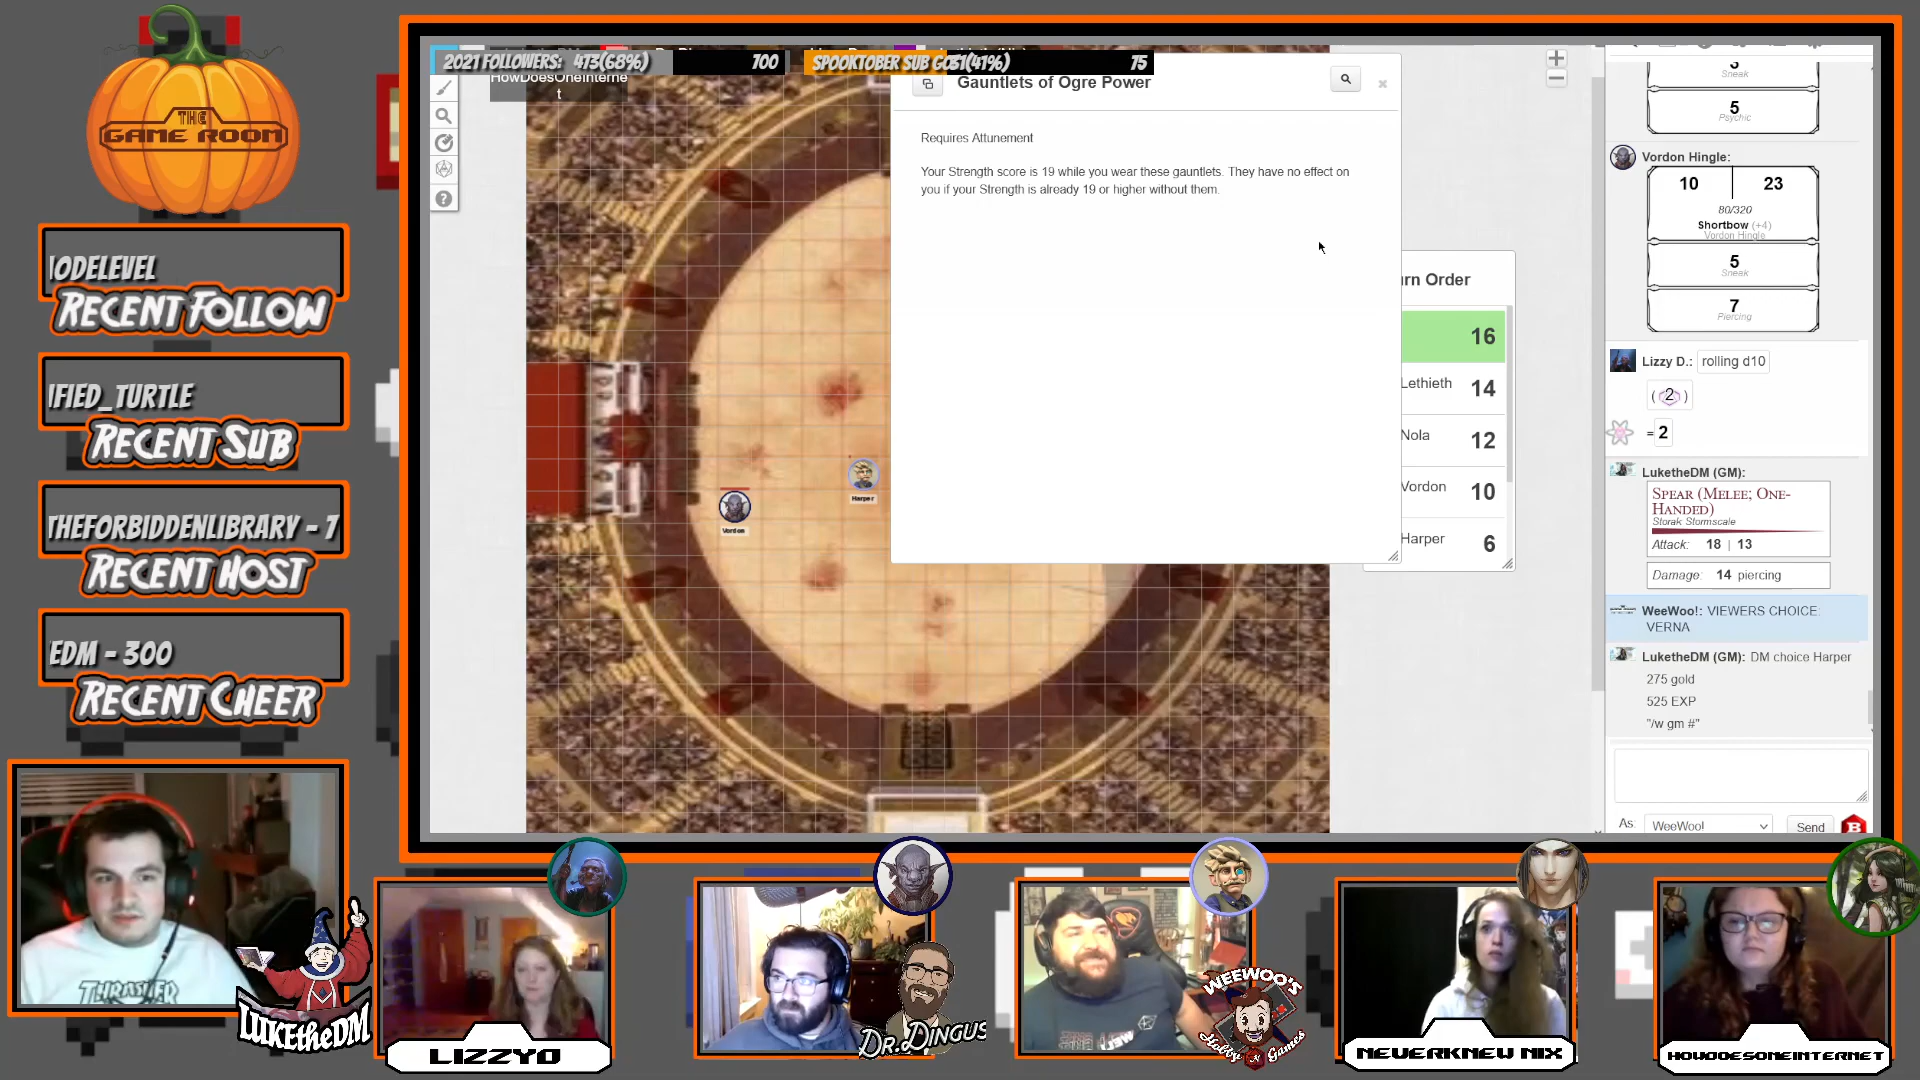 2021 FOLLOWERS: 473(68%) 700
SPOOKTOBER SUB GO31(41%) 75
HowDoesOneInterne
t
THE
GAME ROOM
IODELEVEL
RECENT FOLLOW
IFIED_TURTLE
RECENT SUB
THEFORBIDDENLIBRARY - 7
RECENT HOST
EDM - 300
RECENT CHEER
Gauntlets of Ogre Power
Requires Attunement
Your Strength score is 19 while you wear these gauntlets. They have no effect on
you if your Strength is already 19 or higher without them.
Vordon
Harper
urn Order
16
Lethieth 14
Nola 12
Vordon 10
Harper 6
3
Sneak
5
Psychic
Vordon Hingle:
10 23
80/320
Shortbow (+4)
Vordon Hingle
5
Sneak
7
Piercing
Lizzy D.: rolling d10
(2)
=2
LuketheDM (GM):
SPEAR (MELEE; ONE-
HANDED)
Storak Stormscale
Attack: 18 | 13
Damage: 14 piercing
WeeWoo!: VIEWERS CHOICE:
VERNA
LuketheDM (GM): DM choice Harper
275 gold
525 EXP
"/w gm #"
As: WeeWoo! Send
THRASHER
LUKETHEDM
LIZZYD
DR. DINGUS
WEEWOO'S
Hobby N Games
NEVERKNEW NIX
HOWDOESONEINTERNET